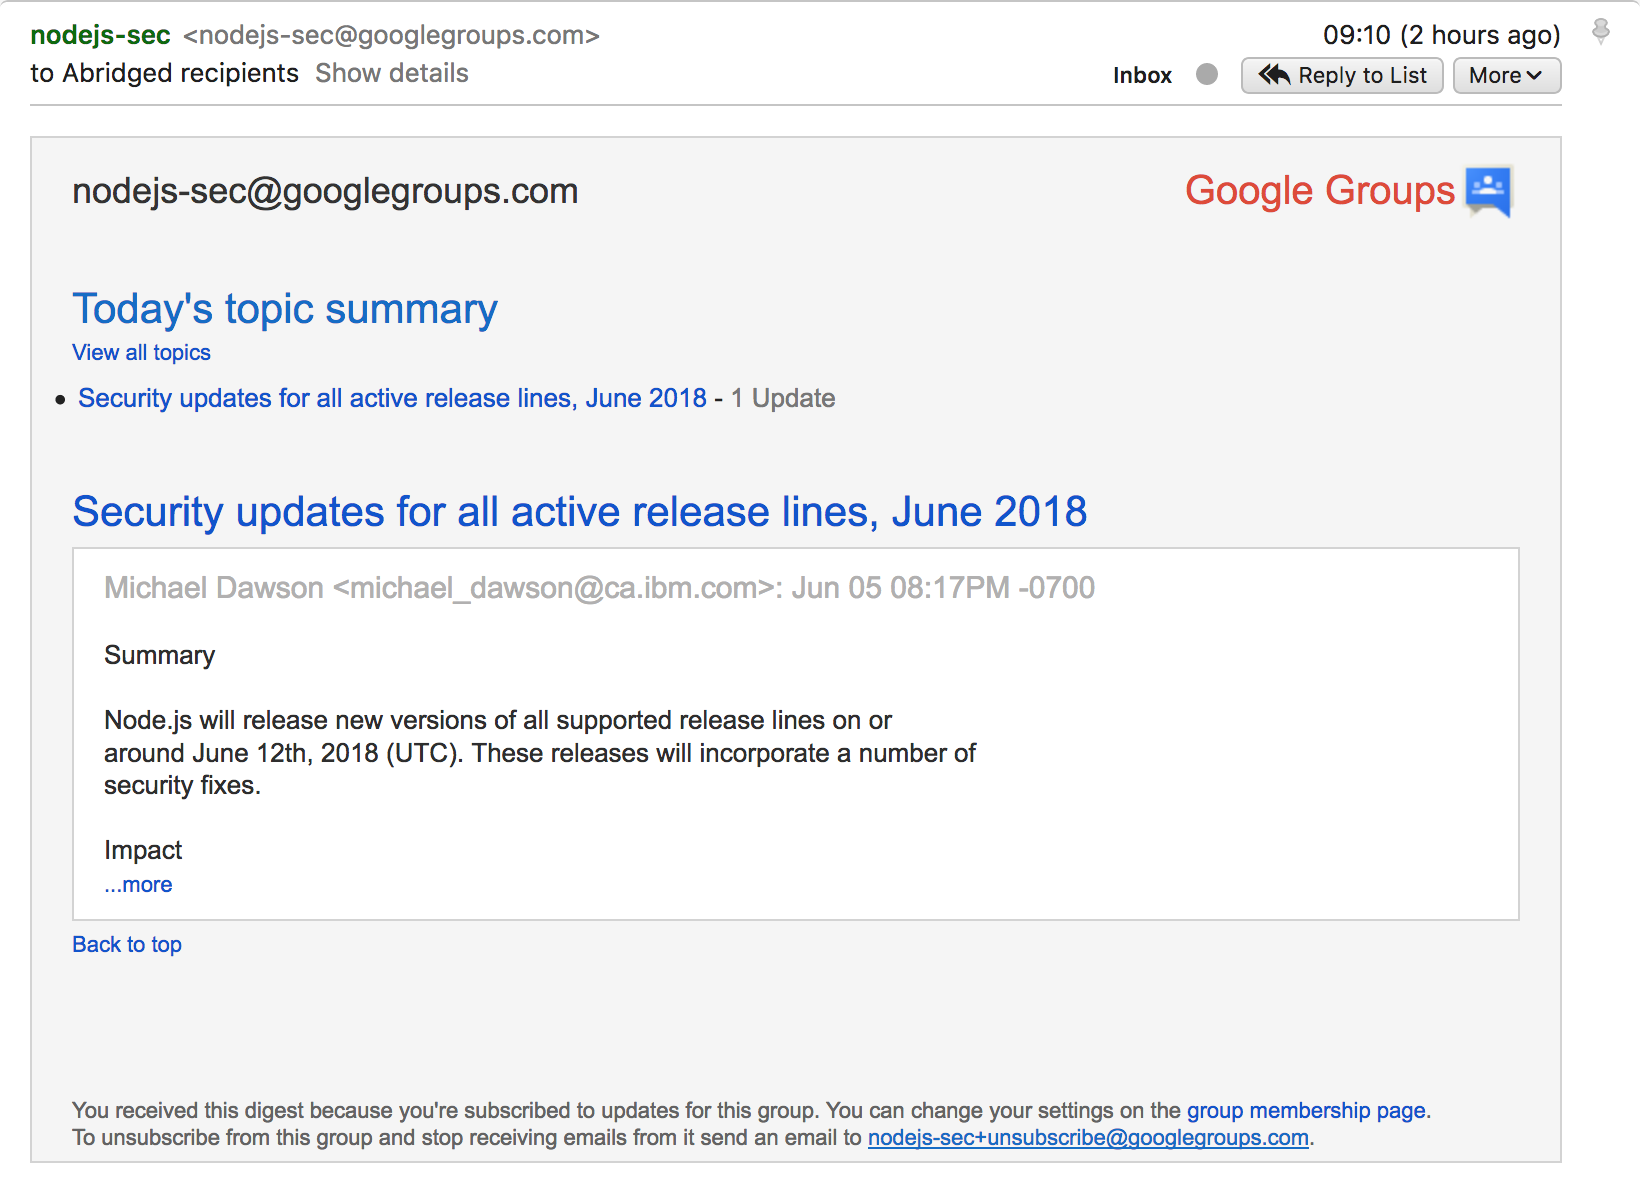 nodejs-sec <nodejs-sec@googlegroups.com> 09:10 (2 hours ago)
to Abridged recipients Show details Inbox Reply to List More
nodejs-sec@googlegroups.com Google Groups
Today's topic summary
View all topics
• Security updates for all active release lines, June 2018 - 1 Update
Security updates for all active release lines, June 2018
Michael Dawson <michael_dawson@ca.ibm.com>: Jun 05 08:17PM -0700
Summary
Node.js will release new versions of all supported release lines on or
around June 12th, 2018 (UTC). These releases will incorporate a number of
security fixes.
Impact
...more
Back to top
You received this digest because you're subscribed to updates for this group. You can change your settings on the group membership page.
To unsubscribe from this group and stop receiving emails from it send an email to nodejs-sec+unsubscribe@googlegroups.com.